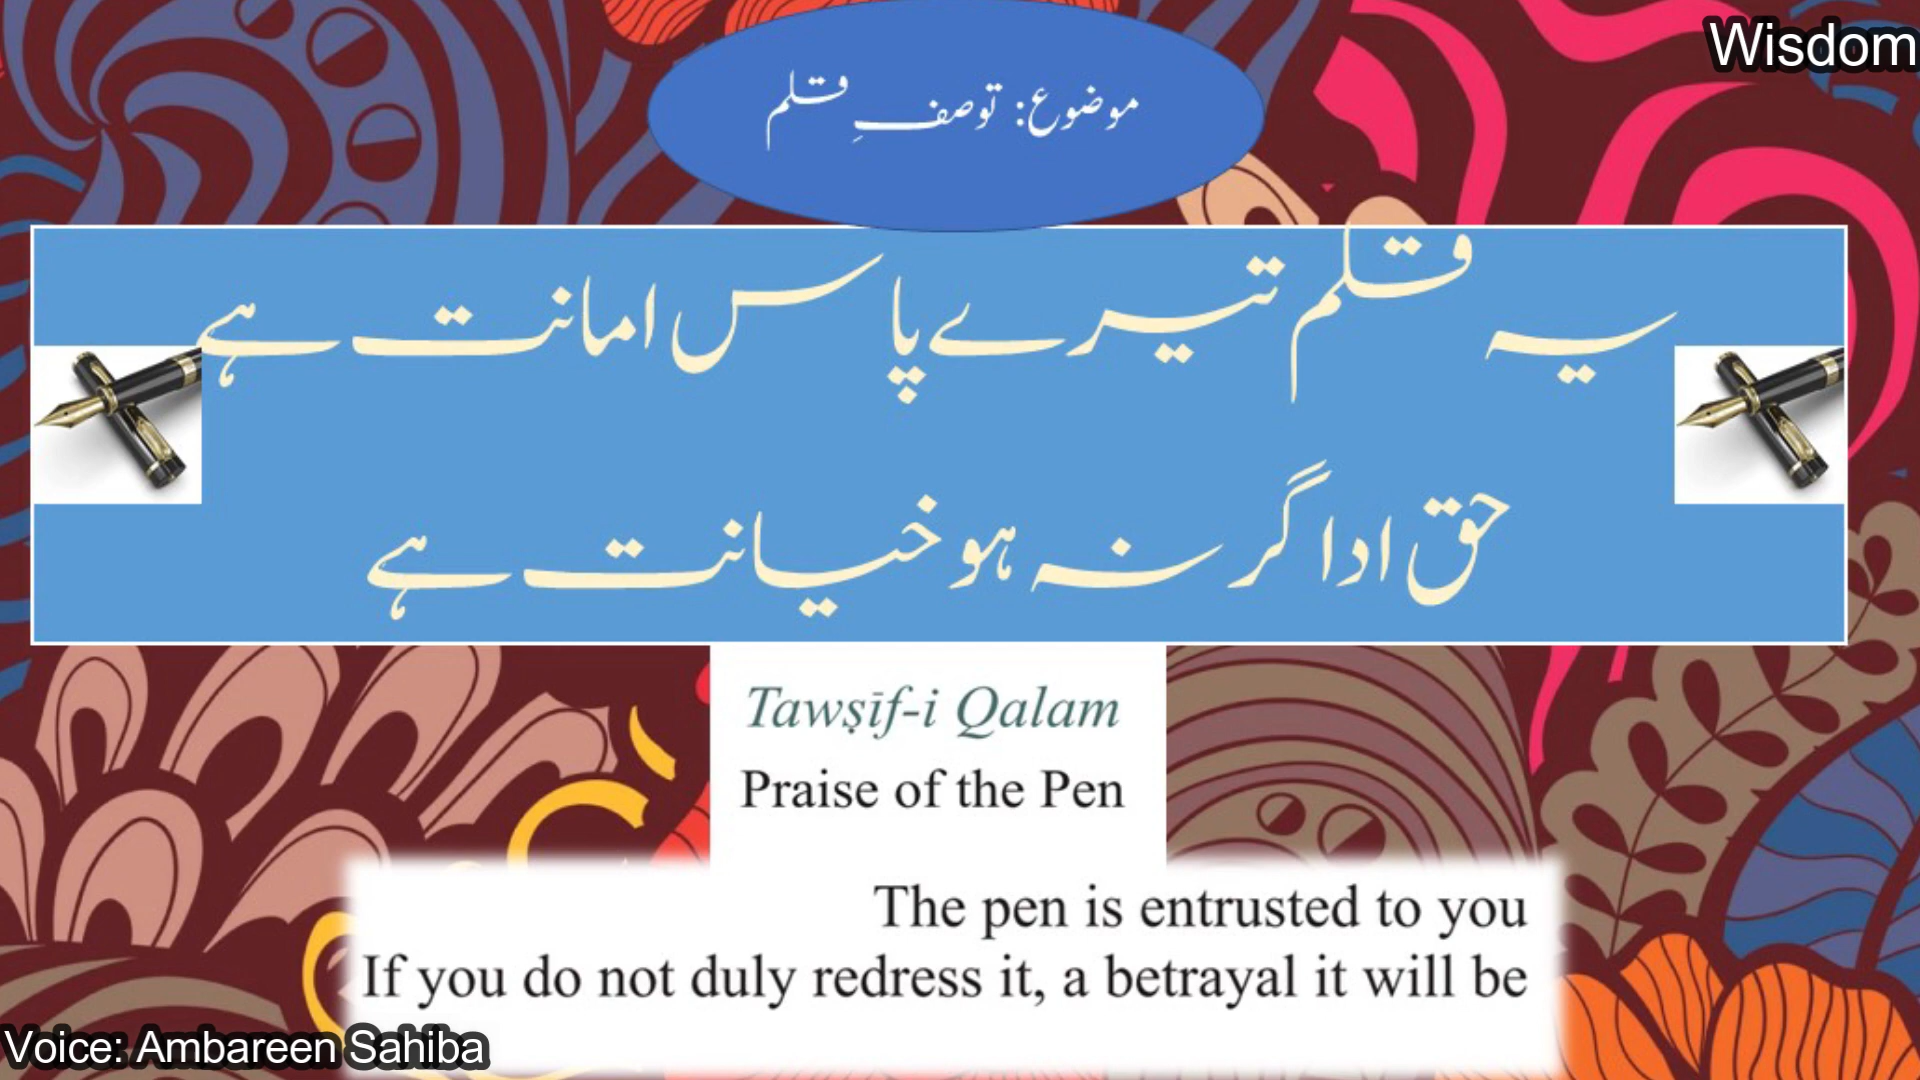 Wisdom
موضوع: توصفِ قلم
یہ قلم تیرے پاس امانت ہے
حق ادا گر نہ ہو خیانت ہے
Tawṣīf-i Qalam
Praise of the Pen
The pen is entrusted to you
If you do not duly redress it, a betrayal it will be
Voice: Ambareen Sahiba